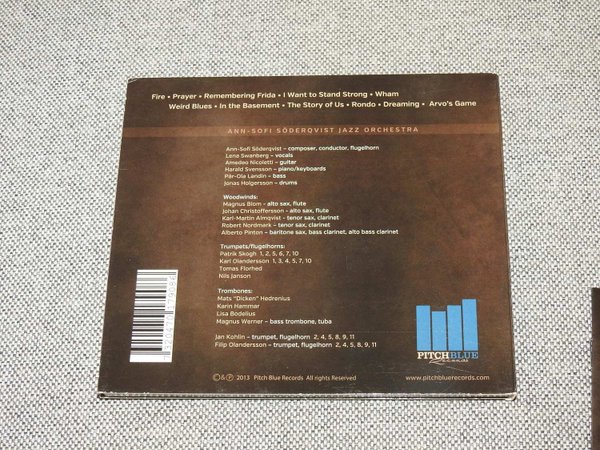 Fire • Prayer • Remembering Frida • I Want to Stand Strong • Wham
Weird Blues • In the Basement • The Story of Us • Rondo • Dreaming • Arvo's Game
ANN-SOFI SÖDERQVIST JAZZ ORCHESTRA
Ann-Sofi Söderqvist – composer, conductor, flugelhorn
Lena Swanberg – vocals
Amedeo Nicoletti – guitar
Harald Svensson – piano/keyboards
Pär-Ola Landin – bass
Jonas Holgersson – drums
Woodwinds:
Magnus Blom – alto sax, flute
Johan Christoffersson – alto sax, flute
Karl-Martin Almqvist – tenor sax, clarinet
Robert Nordmark – tenor sax, clarinet
Alberto Pinton – baritone sax, bass clarinet, alto bass clarinet
Trumpets/flugelhorns:
Patrik Skogh 1, 2, 5, 6, 7, 10
Karl Olandersson 1, 3, 4, 5, 7, 10
Tomas Florhed
Nils Janson
Trombones:
Mats "Dicken" Hedrenius
Karin Hammar
Lisa Bodelius
Magnus Werner – bass trombone, tuba
Jan Kohlin – trumpet, flugelhorn 2, 4, 5, 8, 9, 11
Filip Olandersson – trumpet, flugelhorn 2, 4, 5, 8, 9, 11
PITCHBLUE
Records
©&℗ 2013 Pitch Blue Records All rights Reserved
www.pitchbluerecords.com